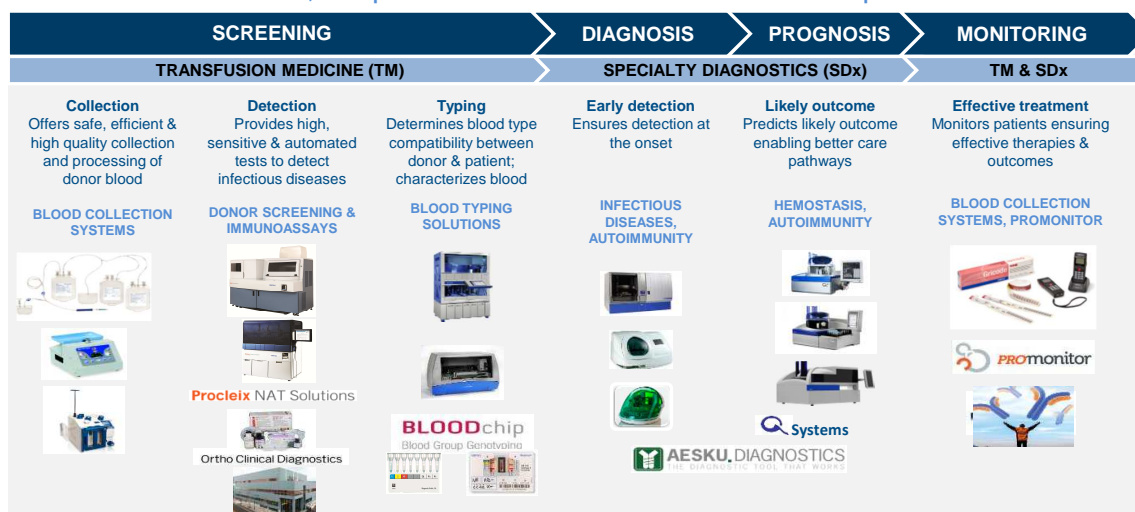 SCREENING
DIAGNOSIS
PROGNOSIS
MONITORING
TRANSFUSION MEDICINE (TM)
SPECIALTY DIAGNOSTICS (SDx)
TM & SDx
Collection
Offers safe, efficient &
high quality collection
and processing of
donor blood
BLOOD COLLECTION
SYSTEMS
Detection
Provides high,
sensitive & automated
tests to detect
infectious diseases
DONOR SCREENING &
IMMUNOASSAYS
Procleix NAT Solutions
Ortho Clinical Diagnostics
Typing
Determines blood type
compatibility between
donor & patient;
characterizes blood
BLOOD TYPING
SOLUTIONS
BLOODchip
Blood Group Genotyping
Early detection
Ensures detection at
the onset
INFECTIOUS
DISEASES,
AUTOIMMUNITY
Likely outcome
Predicts likely outcome
enabling better care
pathways
HEMOSTASIS,
AUTOIMMUNITY
Q Systems
AESKU.DIAGNOSTICS
THE DIAGNOSTIC TOOL THAT WORKS
Effective treatment
Monitors patients ensuring
effective therapies &
outcomes
BLOOD COLLECTION
SYSTEMS, PROMONITOR
PROmonitor